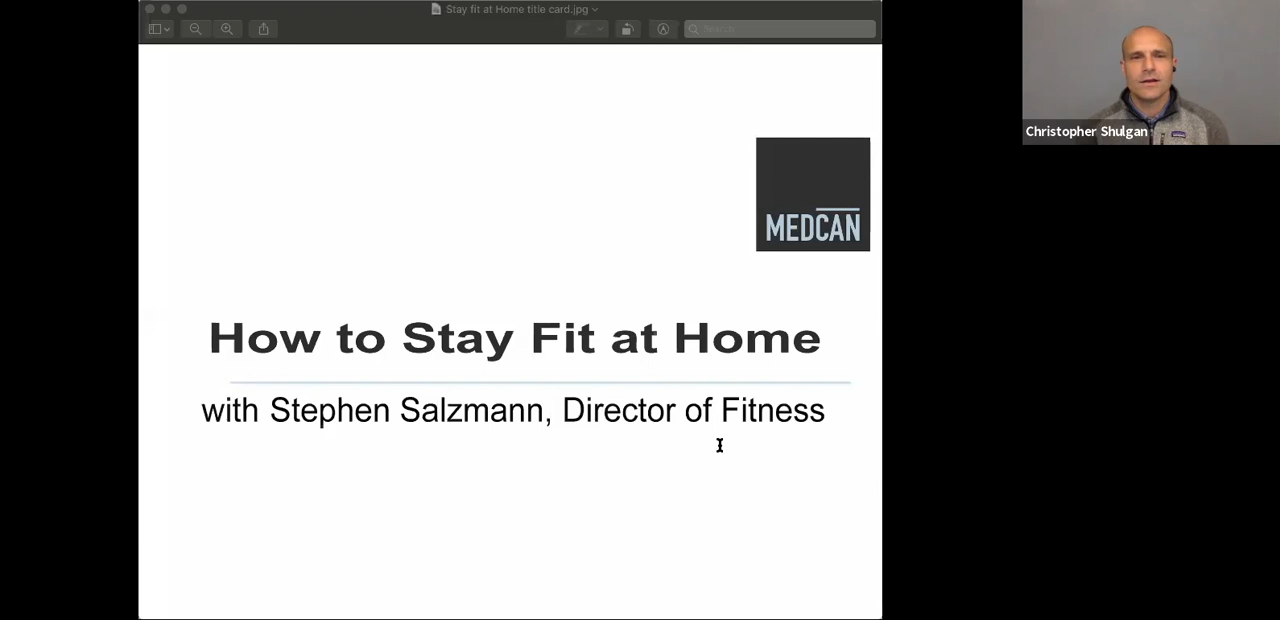 Stay fit at Home title card.jpg
Search
Christopher Shulgan
MEDCAN
How to Stay Fit at Home
with Stephen Salzmann, Director of Fitness